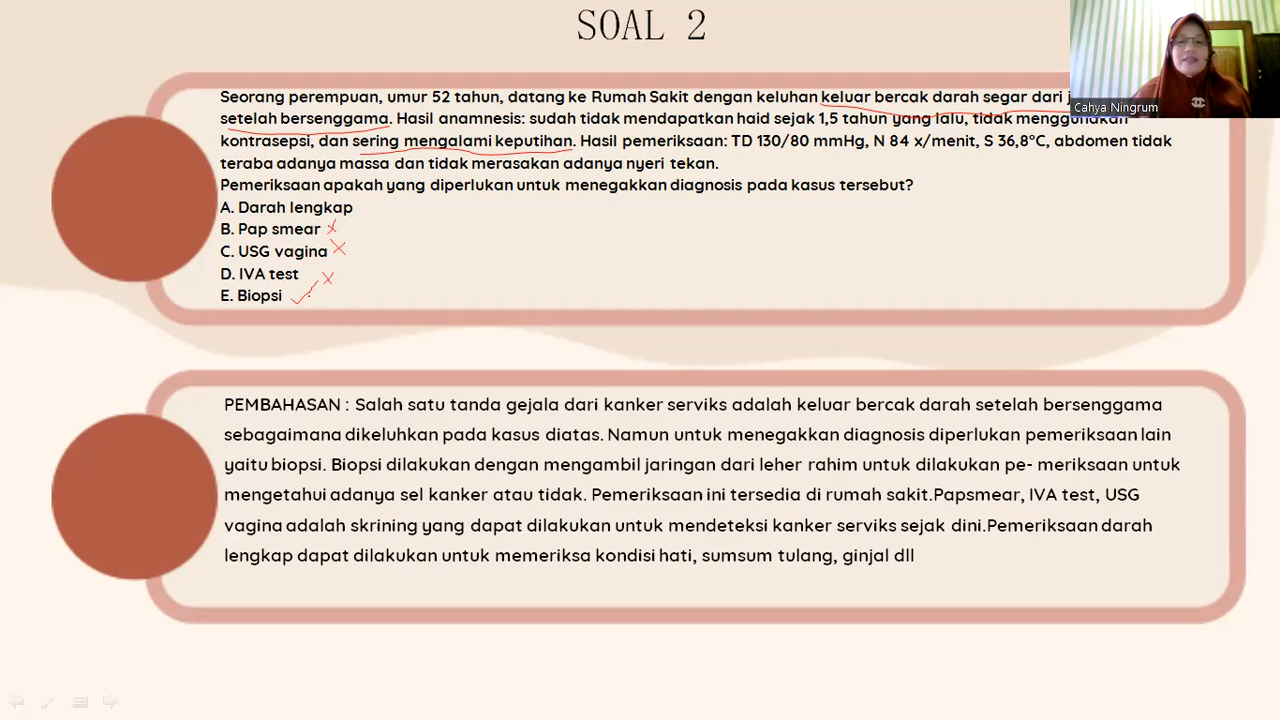 SOAL 2
Seorang perempuan, umur 52 tahun, datang ke Rumah Sakit dengan keluhan keluar bercak darah segar dari
setelah bersenggama. Hasil anamnesis: sudah tidak mendapatkan haid sejak 1,5 tahun yang lalu, tidak menggunakan
kontrasepsi, dan sering mengalami keputihan. Hasil pemeriksaan: TD 130/80 mmHg, N 84 x/menit, S 36,8°C, abdomen tidak
teraba adanya massa dan tidak merasakan adanya nyeri tekan.
Pemeriksaan apakah yang diperlukan untuk menegakkan diagnosis pada kasus tersebut?
A. Darah lengkap
B. Pap smear
C. USG vagina
D. IVA test
E. Biopsi
Cahya Ningrum
PEMBAHASAN : Salah satu tanda gejala dari kanker serviks adalah keluar bercak darah setelah bersenggama
sebagaimana dikeluhkan pada kasus diatas. Namun untuk menegakkan diagnosis diperlukan pemeriksaan lain
yaitu biopsi. Biopsi dilakukan dengan mengambil jaringan dari leher rahim untuk dilakukan pe- meriksaan untuk
mengetahui adanya sel kanker atau tidak. Pemeriksaan ini tersedia di rumah sakit.Papsmear, IVA test, USG
vagina adalah skrining yang dapat dilakukan untuk mendeteksi kanker serviks sejak dini.Pemeriksaan darah
lengkap dapat dilakukan untuk memeriksa kondisi hati, sumsum tulang, ginjal dll